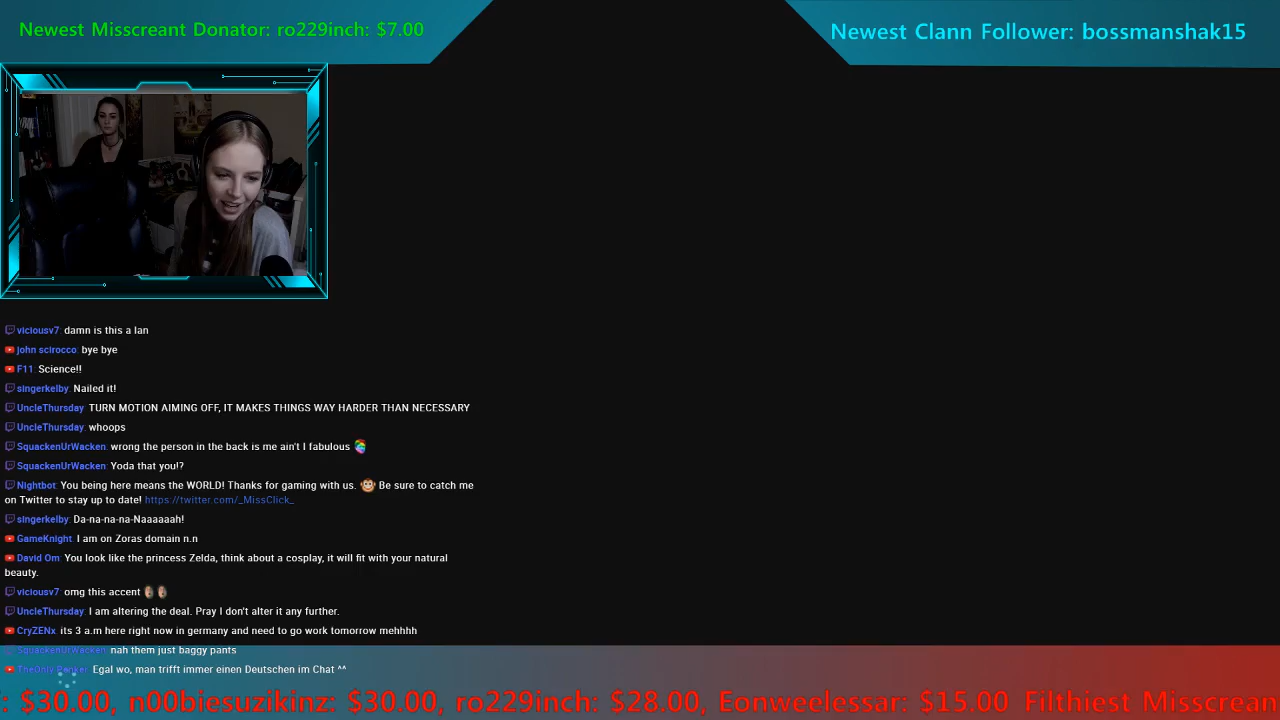 Newest Misscreant Donator: ro229inch: $7.00
Newest Clann Follower: bossmanshak15
viciousv7: damn is this a lan
john scirocco: bye bye
F11: Science!!
singerkelby: Nailed it!
UncleThursday: TURN MOTION AIMING OFF, IT MAKES THINGS WAY HARDER THAN NECESSARY
UncleThursday: whoops
SquackenUrWacken: wrong the person in the back is me ain't I fabulous
SquackenUrWacken: Yoda that you!?
Nightbot: You being here means the WORLD! Thanks for gaming with us. Be sure to catch me
on Twitter to stay up to date! https://twitter.com/_MissClick_
singerkelby: Da-na-na-na-Naaaaaah!
GameKnight: I am on Zoras domain n.n
David Om: You look like the princess Zelda, think about a cosplay, it will fit with your natural
beauty.
viciousv7: omg this accent
UncleThursday: I am altering the deal. Pray I don't alter it any further.
CryZENx: its 3 a.m here right now in germany and need to go work tomorrow mehhhh
SquackenUrWacken: nah them just baggy pants
TheOnly Panker: Egal wo, man trifft immer einen Deutschen im Chat ^^
: $30.00, n00biesuzikinz: $30.00, ro229inch: $28.00, Eonweelessar: $15.00 Filthiest Misscrean